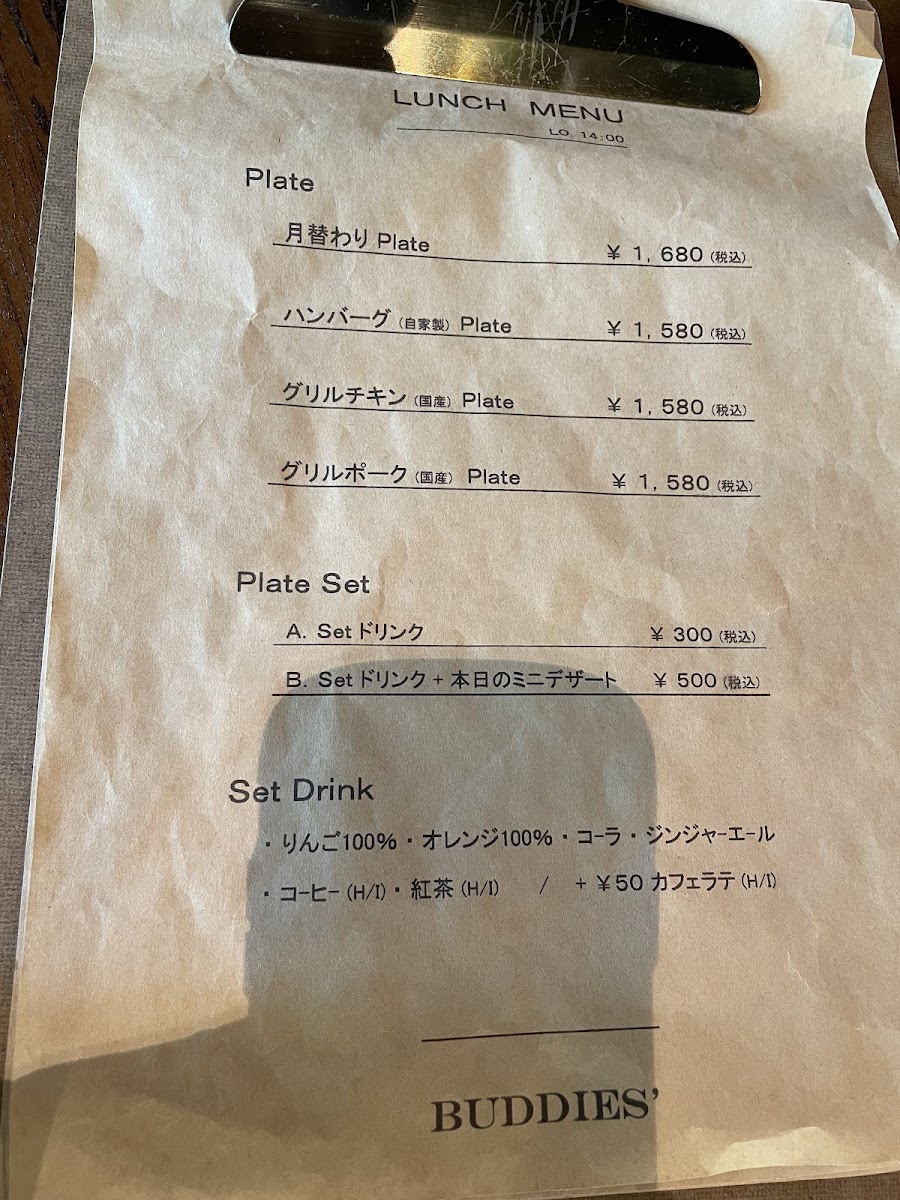 LUNCH MENU
LO. 14:00
Plate
月替わり Plate ¥ 1, 680 (税込)
ハンバーグ (自家製) Plate ¥ 1, 580 (税込)
グリルチキン (国産) Plate ¥ 1, 580 (税込)
グリルポーク (国産) Plate ¥ 1, 580 (税込)
Plate Set
A. Set ドリンク ¥ 300 (税込)
B. Set ドリンク + 本日のミニデザート ¥ 500 (税込)
Set Drink
・りんご100%・オレンジ100%・コーラ・ジンジャーエール
・コーヒー (H/I)・紅茶 (H/I) / + ¥50 カフェラテ (H/I)
BUDDIES'